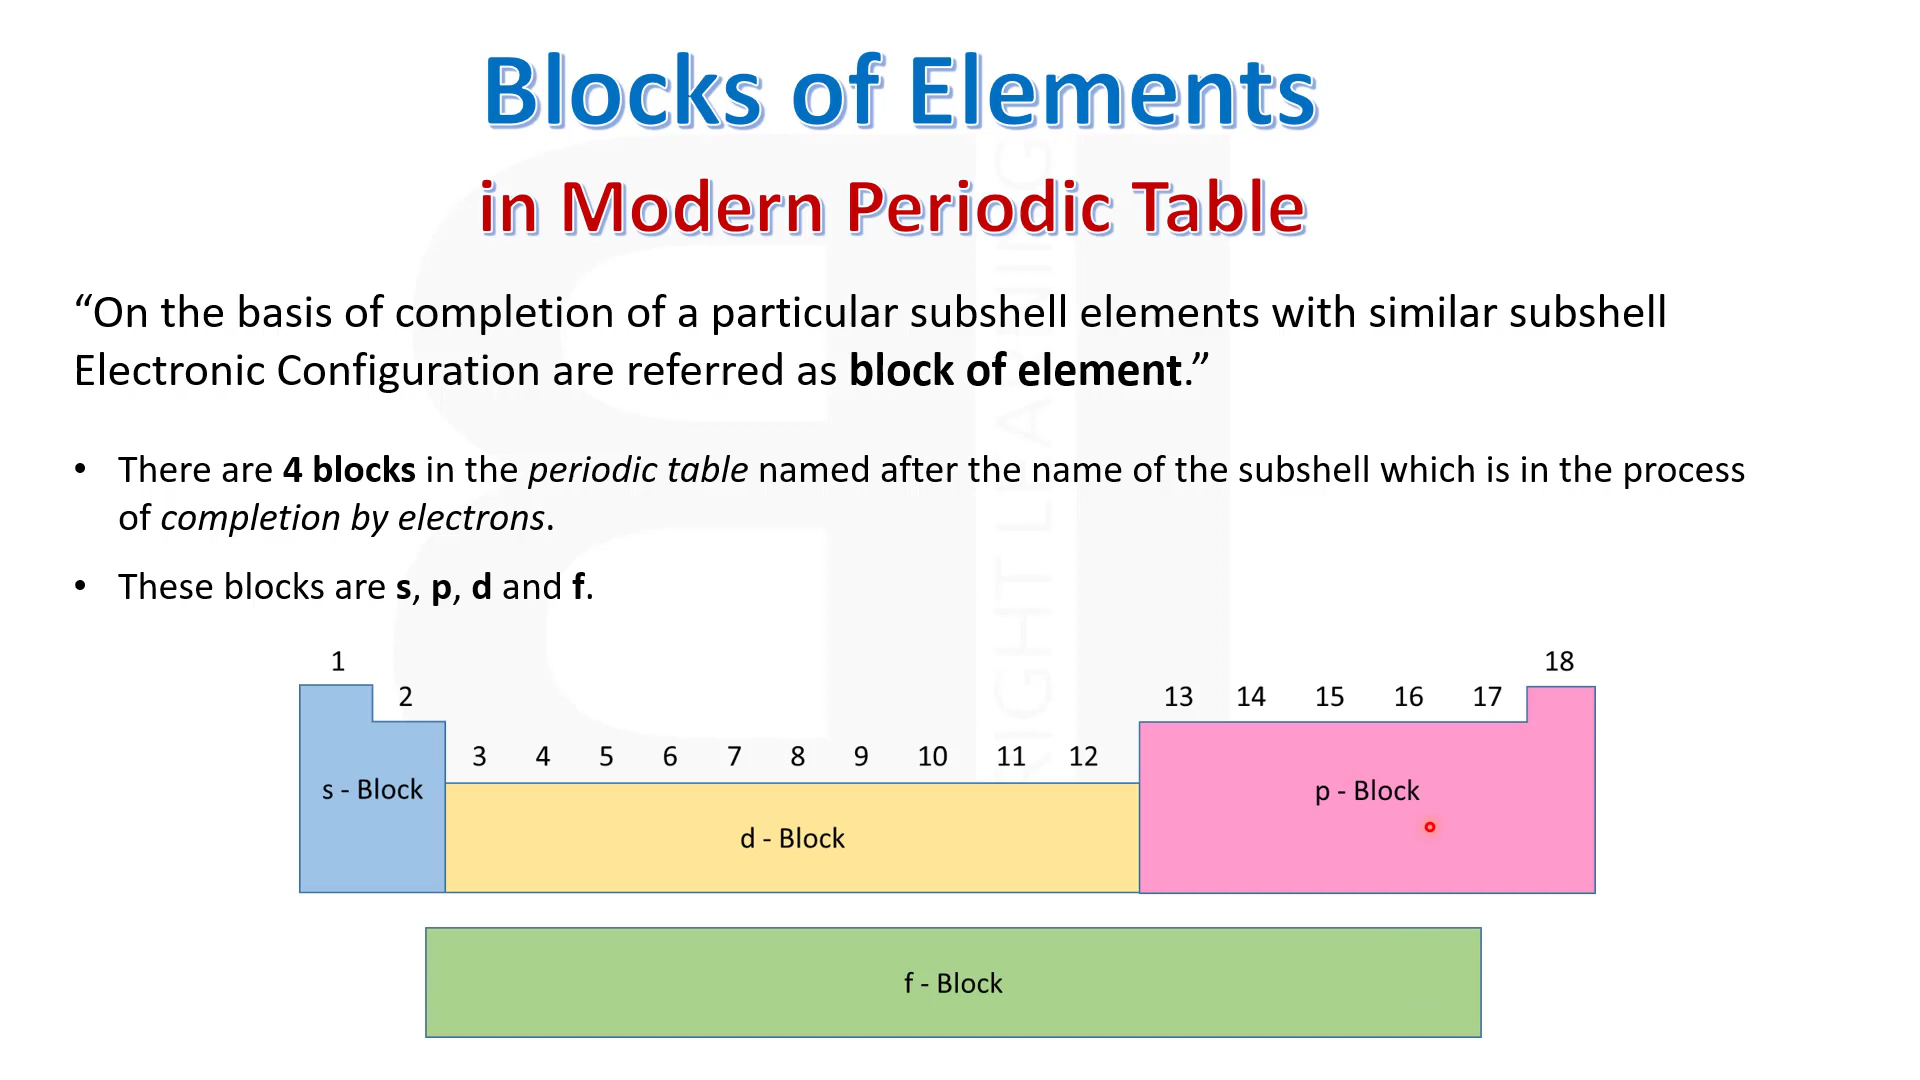 Blocks of Elements
in Modern Periodic Table
“On the basis of completion of a particular subshell elements with similar subshell
Electronic Configuration are referred as block of element.”
• There are 4 blocks in the periodic table named after the name of the subshell which is in the process
of completion by electrons.
• These blocks are s, p, d and f.
1 18
2 13 14 15 16 17
3 4 5 6 7 8 9 10 11 12
s - Block p - Block
d - Block
f - Block